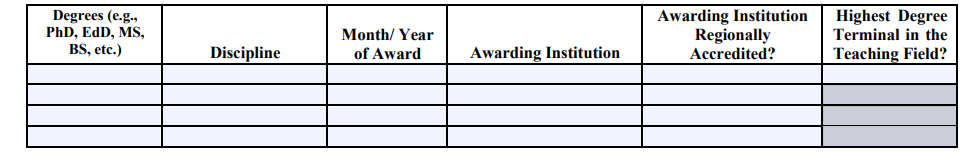 Degrees (e.g.,
PhD, EdD, MS,
BS, etc.)
Discipline
Month/ Year
of Award
Awarding Institution
Awarding Institution
Regionally
Accredited?
Highest Degree
Terminal in the
Teaching Field?